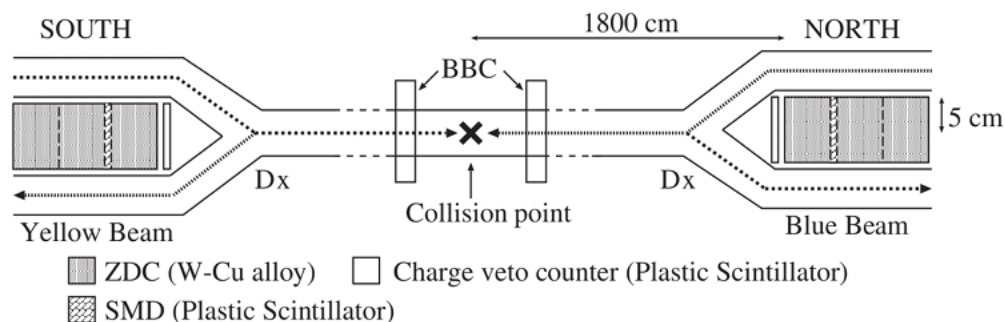 SOUTH
1800 cm
NORTH
BBC
5 cm
Dx
Dx
Collision point
Yellow Beam
Blue Beam
ZDC (W-Cu alloy)
Charge veto counter (Plastic Scintillator)
SMD (Plastic Scintillator)